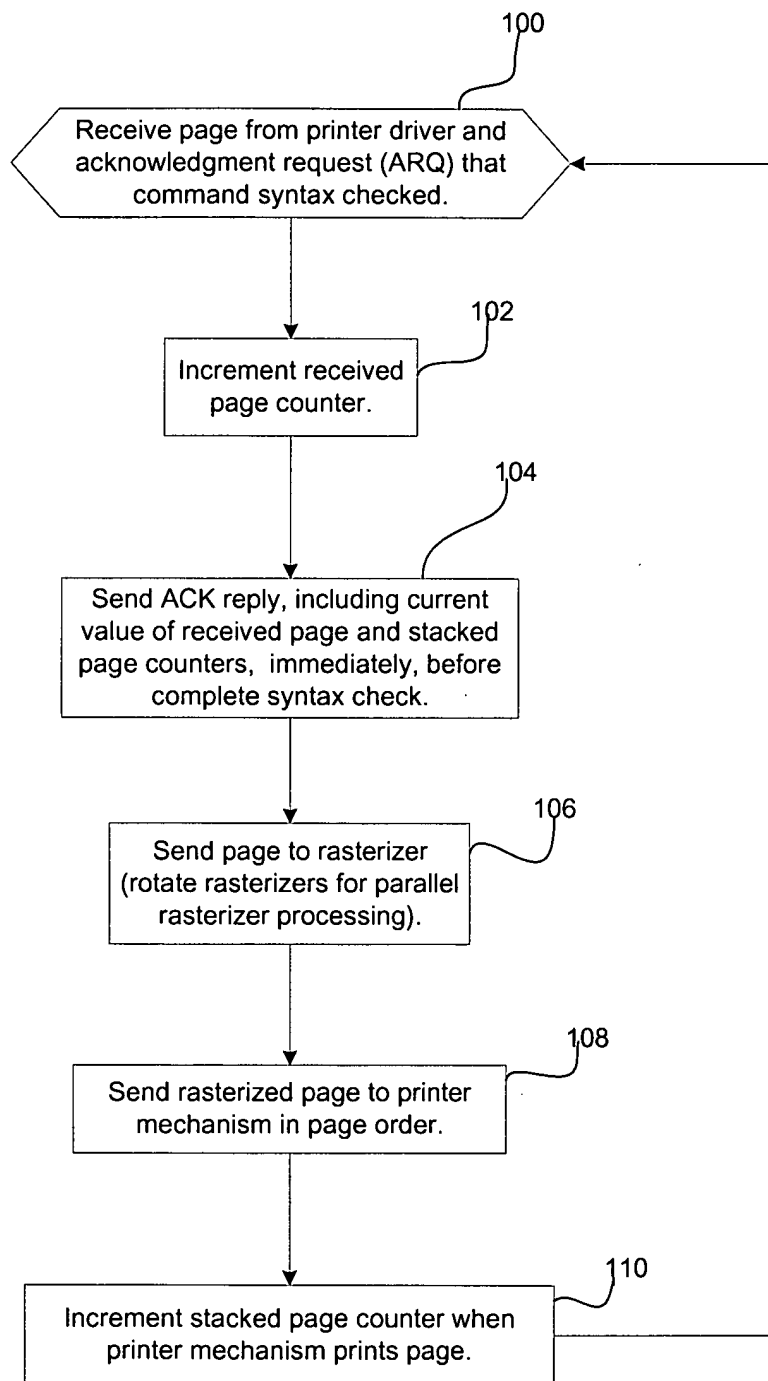 100
Receive page from printer driver and
acknowledgment request (ARQ) that
command syntax checked.
102
Increment received
page counter.
104
Send ACK reply, including current
value of received page and stacked
page counters, immediately, before
complete syntax check.
106
Send page to rasterizer
(rotate rasterizers for parallel
rasterizer processing).
108
Send rasterized page to printer
mechanism in page order.
110
Increment stacked page counter when
printer mechanism prints page.